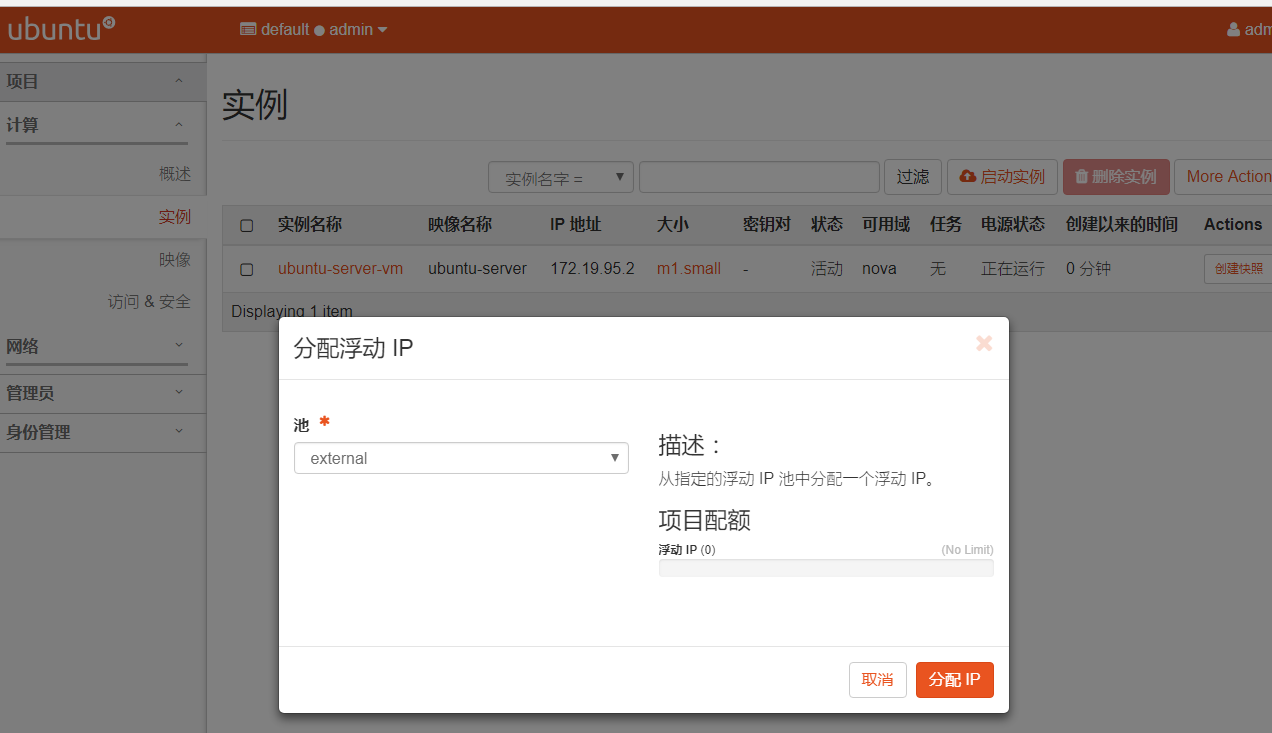 ubuntu
default ● admin
adm
项目
计算
概述
实例
映像
访问 & 安全
网络
管理员
身份管理
实例
实例名字 =
过滤
启动实例
删除实例
More Action
实例名称 映像名称 IP 地址 大小 密钥对 状态 可用域 任务 电源状态 创建以来的时间 Actions
ubuntu-server-vm ubuntu-server 172.19.95.2 m1.small - 活动 nova 无 正在运行 0 分钟 创建快照
Displaying 1 item
分配浮动 IP
池 *
external
描述：
从指定的浮动 IP 池中分配一个浮动 IP。
项目配额
浮动 IP (0) (No Limit)
取消
分配 IP